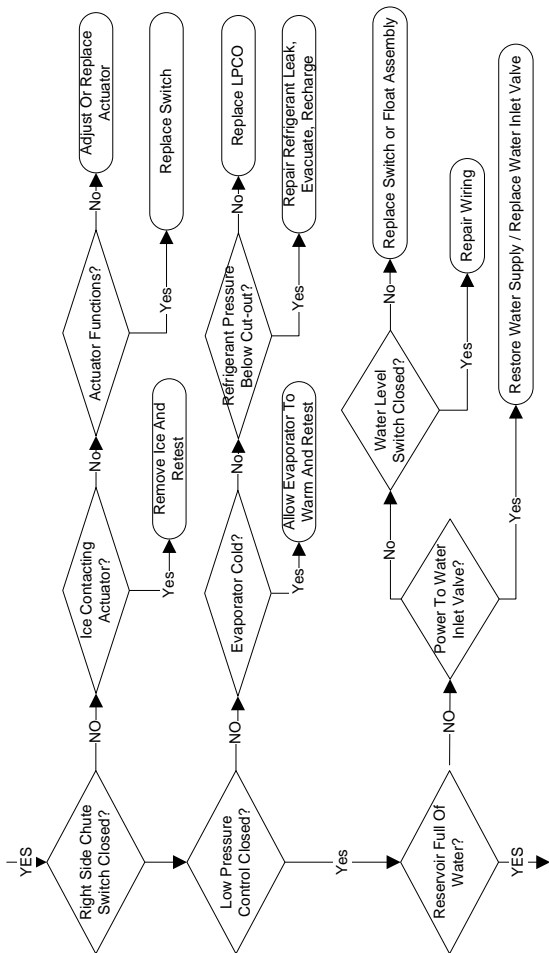 YES
Right Side Chute
Switch Closed?
NO
Ice Contacting
Actuator?
No
Actuator Functions?
No
Adjust Or Replace
Actuator
Yes
Remove Ice And
Retest
Yes
Replace Switch
Low Pressure
Control Closed?
NO
Evaporator Cold?
No
Refrigerant Pressure
Below Cut-out?
No
Replace LPCO
Yes
Allow Evaporator To
Warm And Retest
Yes
Repair Refrigerant Leak,
Evacuate, Recharge
Yes
Reservoir Full Of
Water?
NO
Power To Water
Inlet Valve?
No
Water Level
Switch Closed?
No
Replace Switch or Float Assembly
Yes
Repair Wiring
Yes
Restore Water Supply / Replace Water Inlet Valve
YES